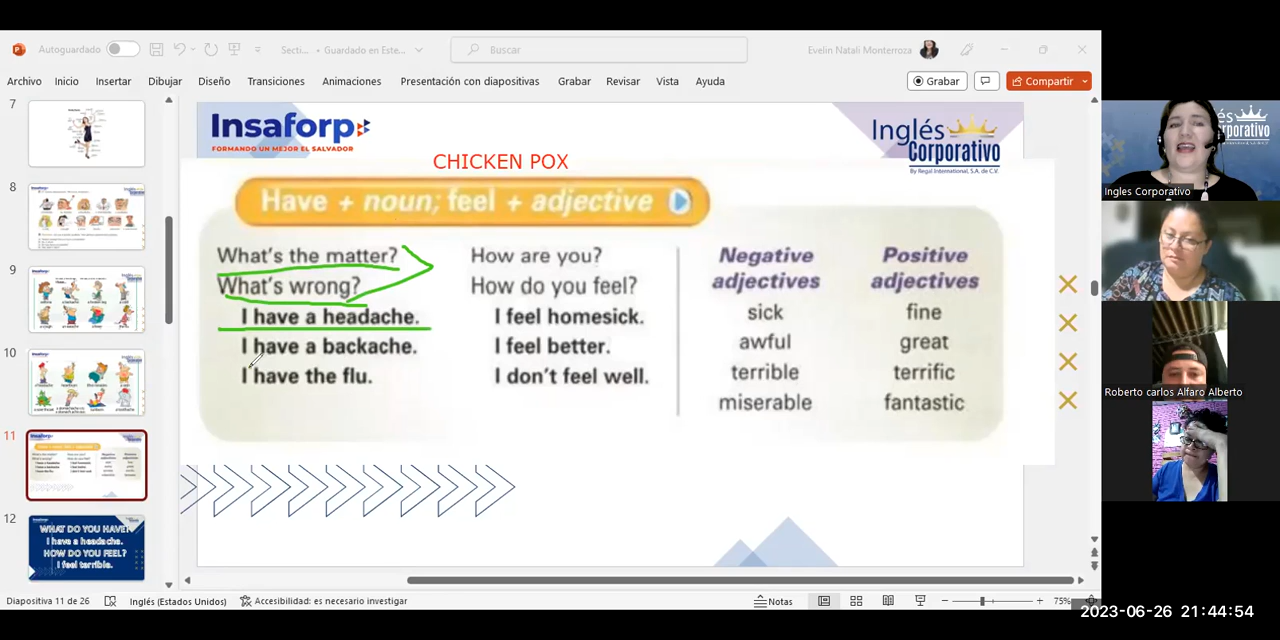 Autoguardado
Secti... • Guardado en Este...
Buscar
Evelin Natali Monterroza
Archivo Inicio Insertar Dibujar Diseño Transiciones Animaciones Presentación con diapositivas Grabar Revisar Vista Ayuda
Grabar
Compartir
7
8
9
10
11
12
Insaforp
FORMANDO UN MEJOR EL SALVADOR
Inglés
Corporativo
By Regal International, S.A. de C.V.
CHICKEN POX
Have + noun; feel + adjective
What's the matter?
What's wrong?
I have a headache.
I have a backache.
I have the flu.
How are you?
How do you feel?
I feel homesick.
I feel better.
I don't feel well.
Negative
adjectives
sick
awful
terrible
miserable
Positive
adjectives
fine
great
terrific
fantastic
WHAT DO YOU HAVE?
I have a headache.
HOW DO YOU FEEL?
I feel terrible.
Diapositiva 11 de 26
Inglés (Estados Unidos)
Accesibilidad: es necesario investigar
Notas
75%
Ingles Corporativo
Roberto carlos Alfaro Alberto
2023-06-26 21:44:54